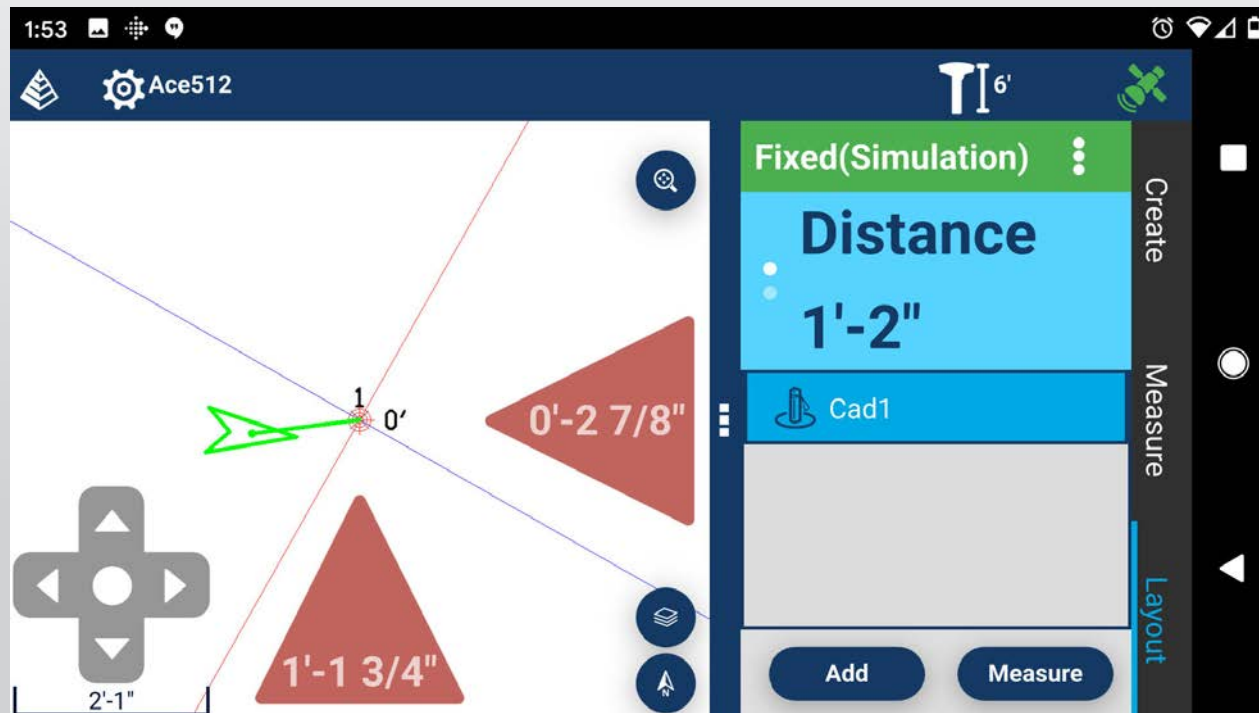 1:53
Ace512
6'
Fixed(Simulation)
Distance
1'-2"
Cad1
1
0'
0'-2 7/8"
1'-1 3/4"
2'-1"
N
Add
Measure
Create
Measure
Layout